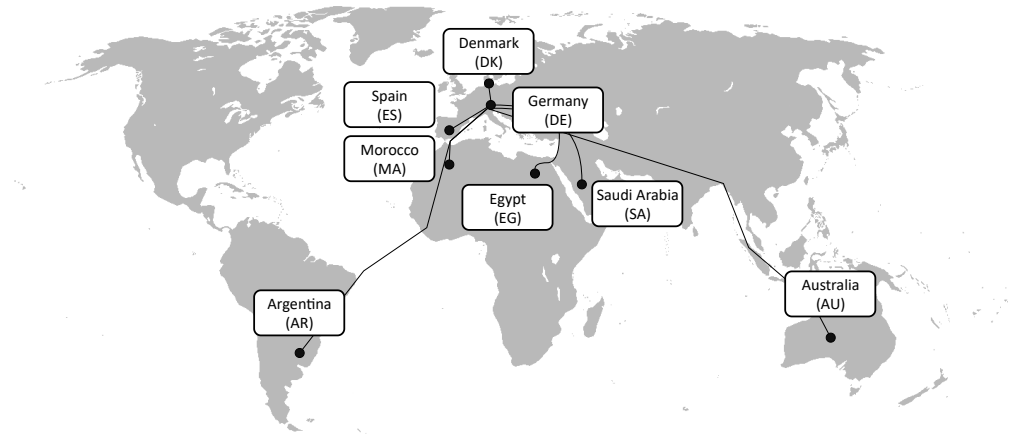 Denmark
(DK)
Spain
(ES)
Germany
(DE)
Morocco
(MA)
Egypt
(EG)
Saudi Arabia
(SA)
Argentina
(AR)
Australia
(AU)